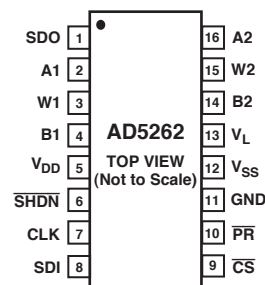 SDO 1
A1 2
W1 3
B1 4
VDD 5
SHDN 6
CLK 7
SDI 8
AD5262
TOP VIEW
(Not to Scale)
16 A2
15 W2
14 B2
13 VL
12 VSS
11 GND
10 PR
9 CS